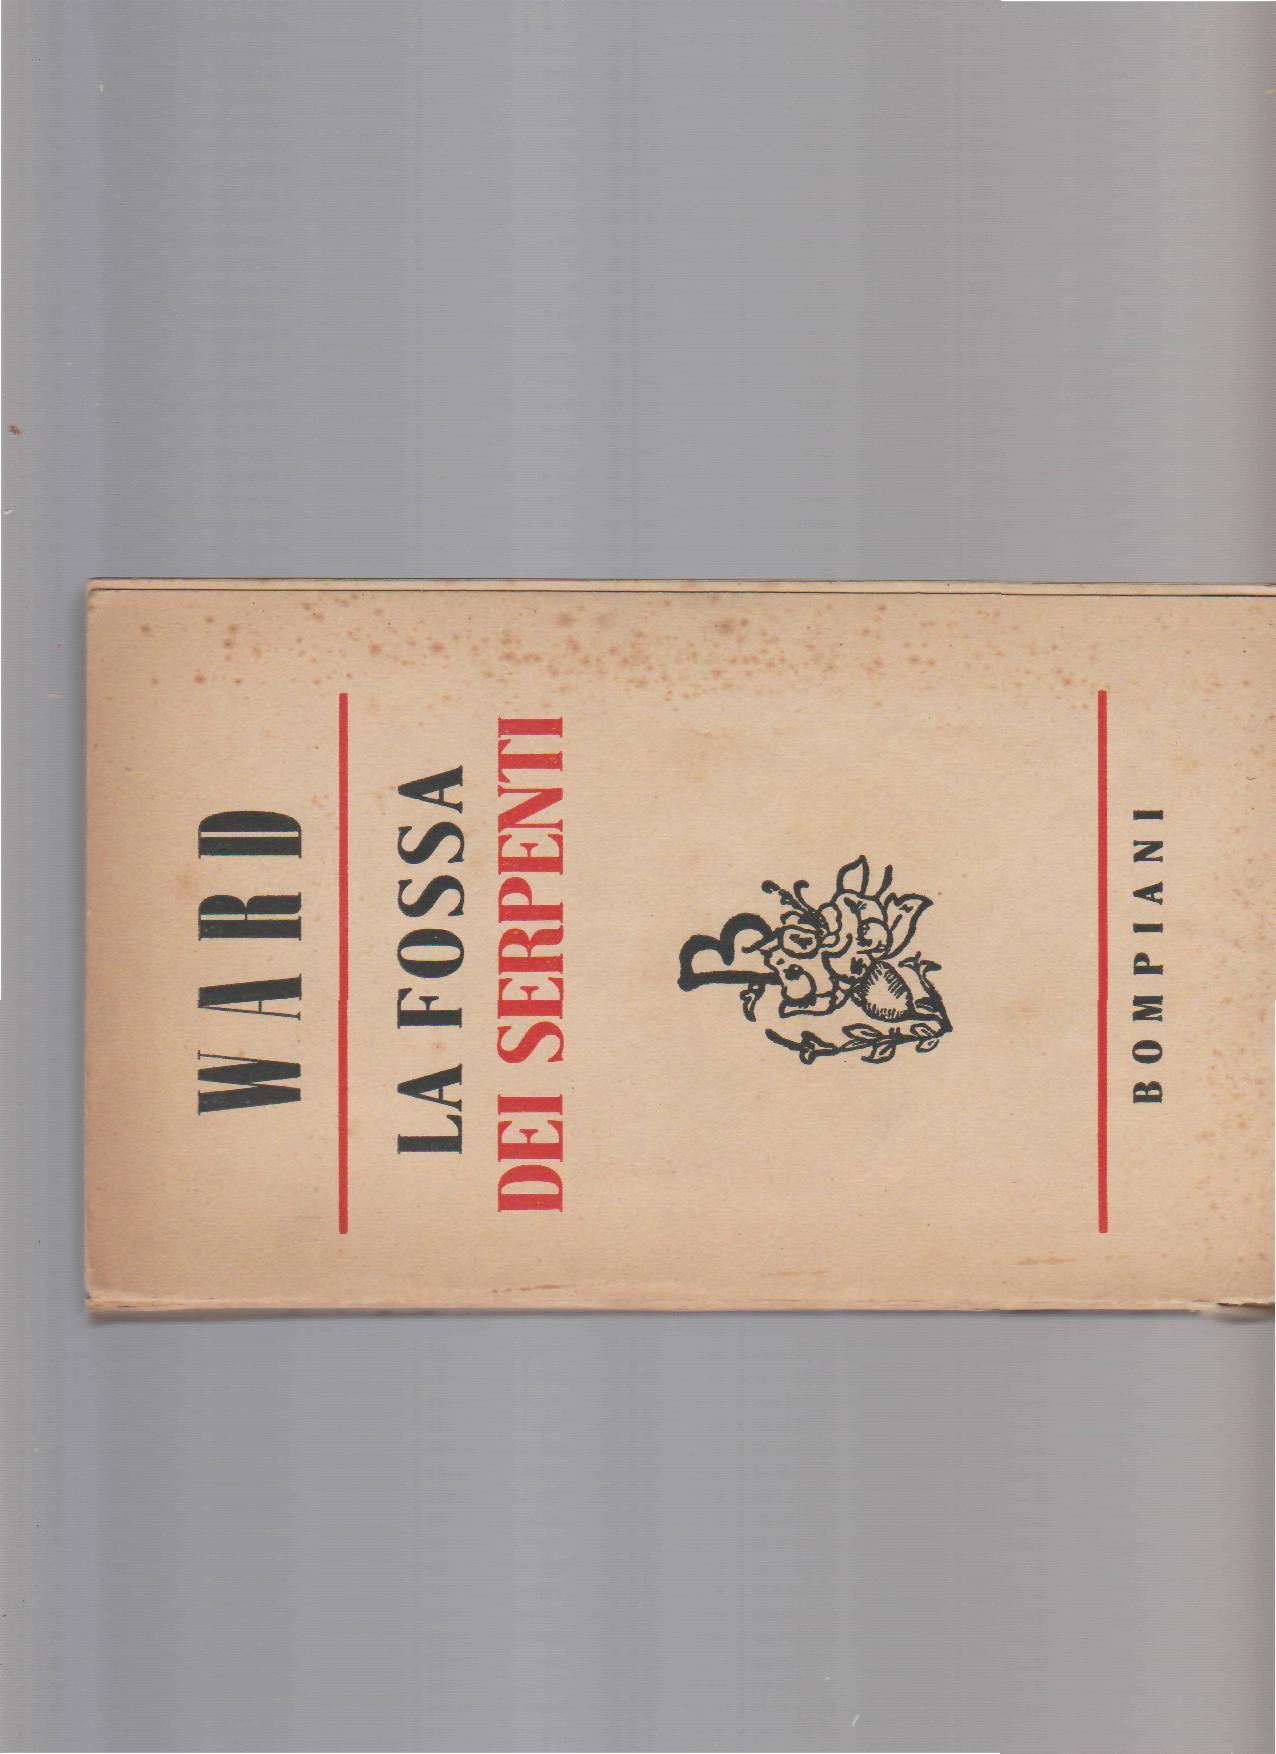 WARD
LA FOSSA
DEI SERPENTI
B
BOMPIANI